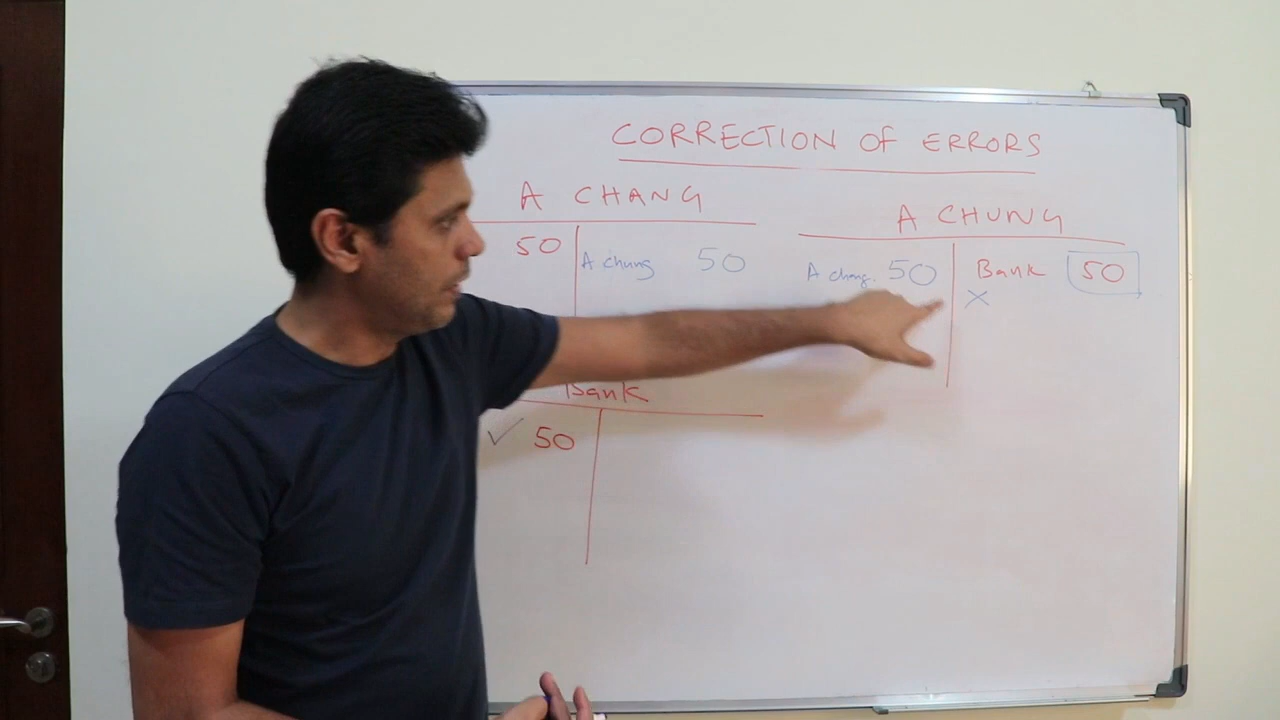 CORRECTION OF ERRORS
A CHANG
50
A chung 50
A CHUNG
A chang. 50
Bank 50
X
Bank
✓ 50